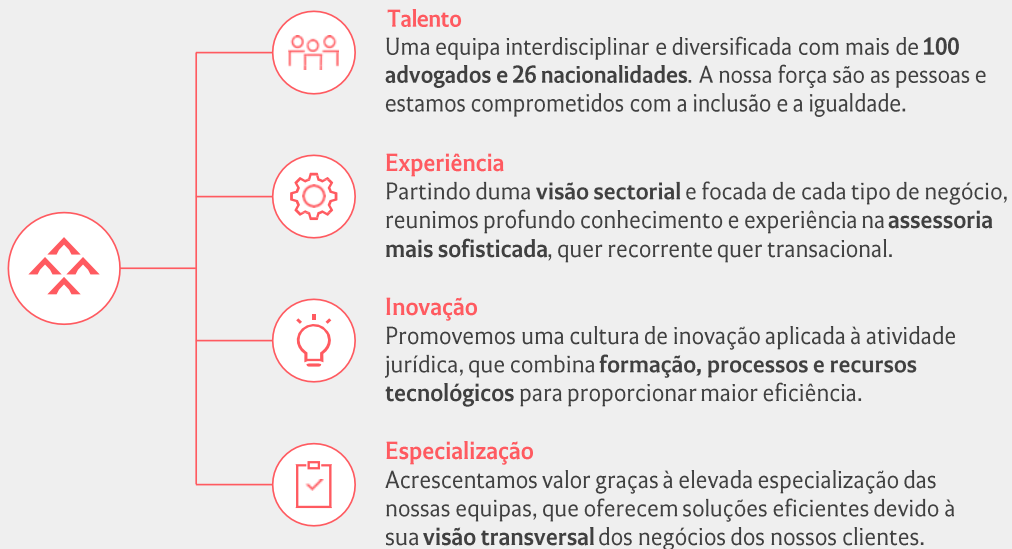 Talento
Uma equipa interdisciplinar e diversificada com mais de 100
advogados e 26 nacionalidades. A nossa força são as pessoas e
estamos comprometidos com a inclusão e a igualdade.
Experiência
Partindo duma visão sectorial e focada de cada tipo de negócio,
reunimos profundo conhecimento e experiência na assessoria
mais sofisticada, quer recorrente quer transacional.
Inovação
Promovemos uma cultura de inovação aplicada à atividade
jurídica, que combina formação, processos e recursos
tecnológicos para proporcionar maior eficiência.
Especialização
Acrescentamos valor graças à elevada especialização das
nossas equipas, que oferecem soluções eficientes devido à
sua visão transversal dos negócios dos nossos clientes.